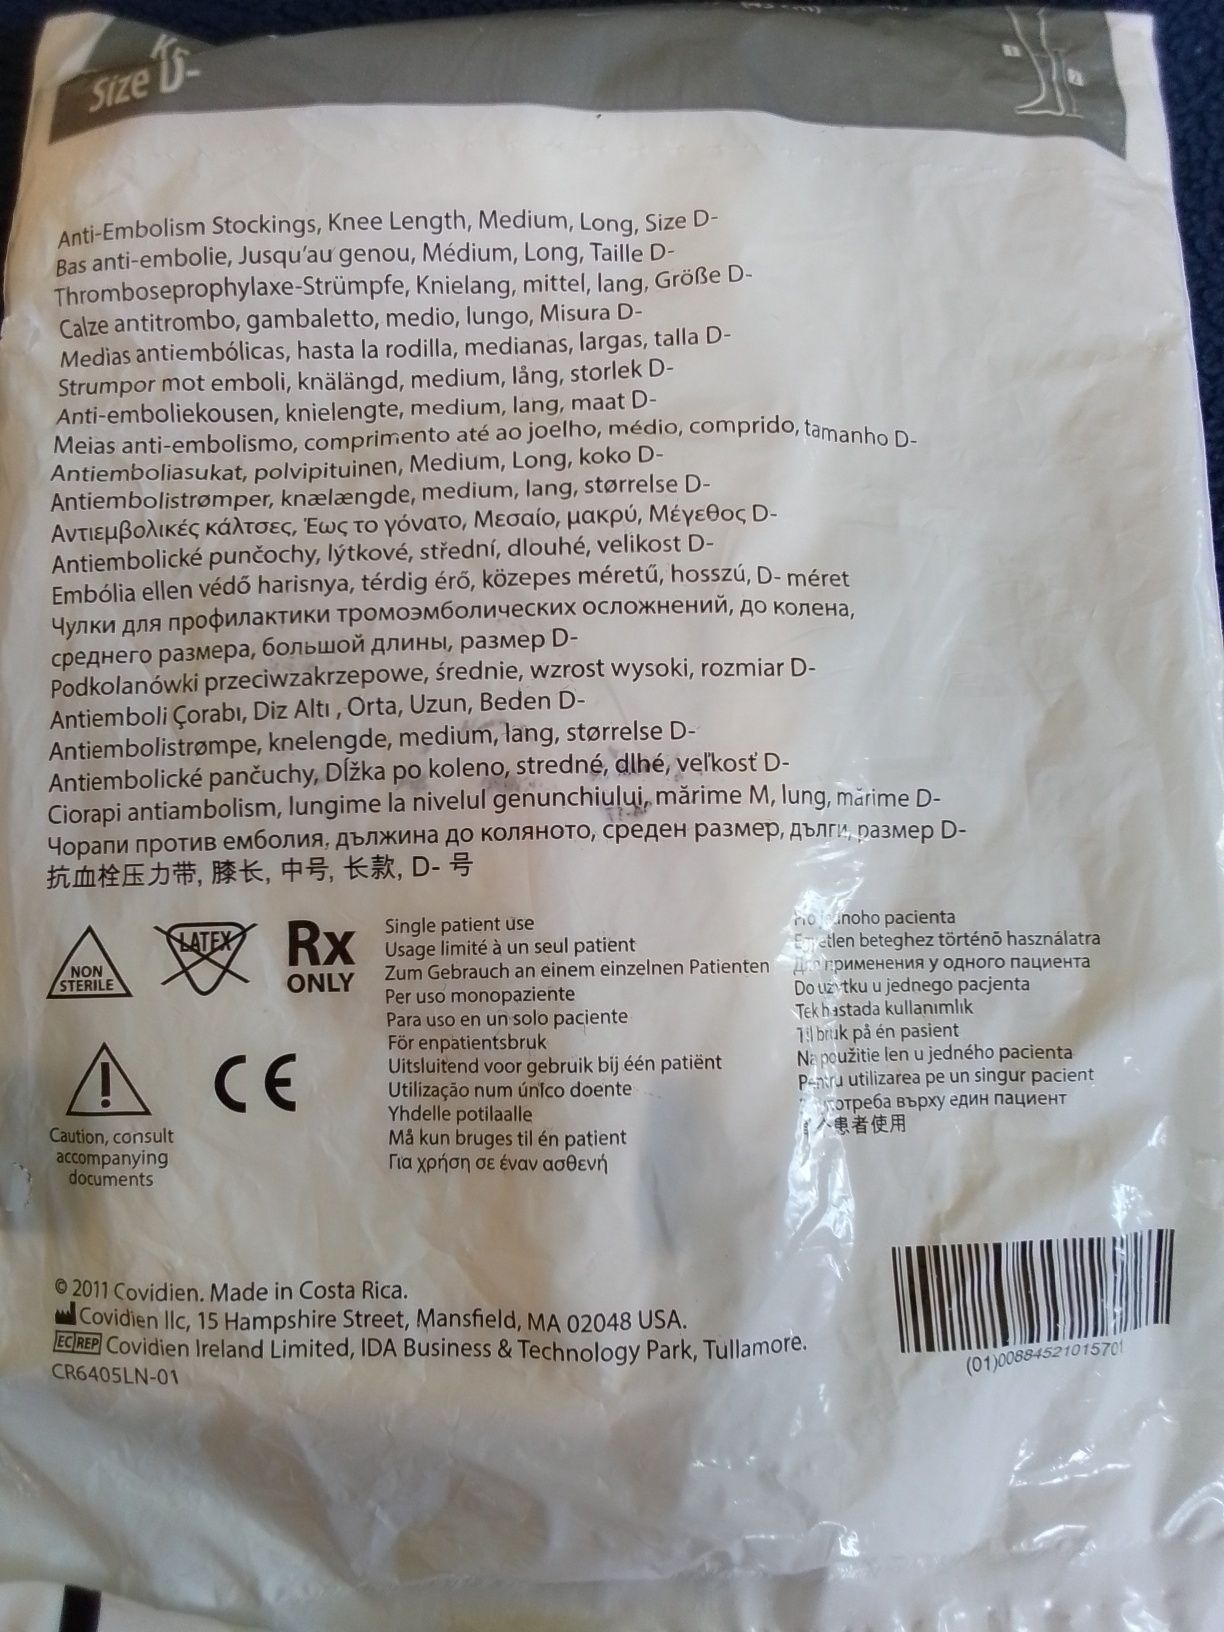 Size D-
Anti-Embolism Stockings, Knee Length, Medium, Long, Size D-
Bas anti-embolie, Jusqu'au genou, Médium, Long, Taille D-
Thromboseprophylaxe-Strümpfe, Knielang, mittel, lang, Größe D-
Calze antitrombo, gambaletto, medio, lungo, Misura D-
Medias antiembólicas, hasta la rodilla, medianas, largas, talla D-
Strumpor mot emboli, knälängd, medium, lång, storlek D-
Anti-emboliekousen, knielengte, medium, lang, maat D-
Meias anti-embolismo, comprimento até ao joelho, médio, comprido, tamanho D-
Antiemboliasukat, polvipituinen, Medium, Long, koko D-
Antiembolistrømper, knælængde, medium, lang, størrelse D-
Αντιεμβολικές κάλτσες, Έως το γόνατο, Μεσαίο, μακρύ, Μέγεθος D-
Antiembolické punčochy, lýtkové, střední, dlouhé, velikost D-
Embólia ellen védő harisnya, térdig érő, közepes méretű, hosszú, D- méret
Чулки для профилактики тромоэмболических осложнений, до колена,
среднего размера, большой длины, размер D-
Podkolanówki przeciwzakrzepowe, średnie, wzrost wysoki, rozmiar D-
Antiemboli Çorabı, Diz Altı , Orta, Uzun, Beden D-
Antiembolistrømpe, knelengde, medium, lang, størrelse D-
Antiembolické pančuchy, Dĺžka po koleno, stredné, dlhé, veľkosť D-
Ciorapi antiambolism, lungime la nivelul genunchiului, mărime M, lung, mărime D-
Чорапи против емболия, дължина до коляното, среден размер, дълги, размер D-
抗血栓压力带, 膝长, 中号, 长款, D- 号
NON
STERILE
LATEX
Rx
ONLY
Caution, consult
accompanying
documents
Single patient use
Usage limité à un seul patient
Zum Gebrauch an einem einzelnen Patienten
Per uso monopaziente
Para uso en un solo paciente
För enpatientsbruk
Uitsluitend voor gebruik bij één patiënt
Utilização num único doente
Yhdelle potilaalle
Må kun bruges til én patient
Για χρήση σε έναν ασθενή
pacienta
beteghez történő használatra
применения у одного пациента
Do użytku u jednego pacjenta
Tek hastada kullanımlık
Til bruk på én pasient
Na použitie len u jedného pacienta
Pentru utilizarea pe un singur pacient
употреба върху един пациент
患者使用
© 2011 Covidien. Made in Costa Rica.
Covidien llc, 15 Hampshire Street, Mansfield, MA 02048 USA.
EC REP Covidien Ireland Limited, IDA Business & Technology Park, Tullamore.
CR6405LN-01
(01)00884521015701